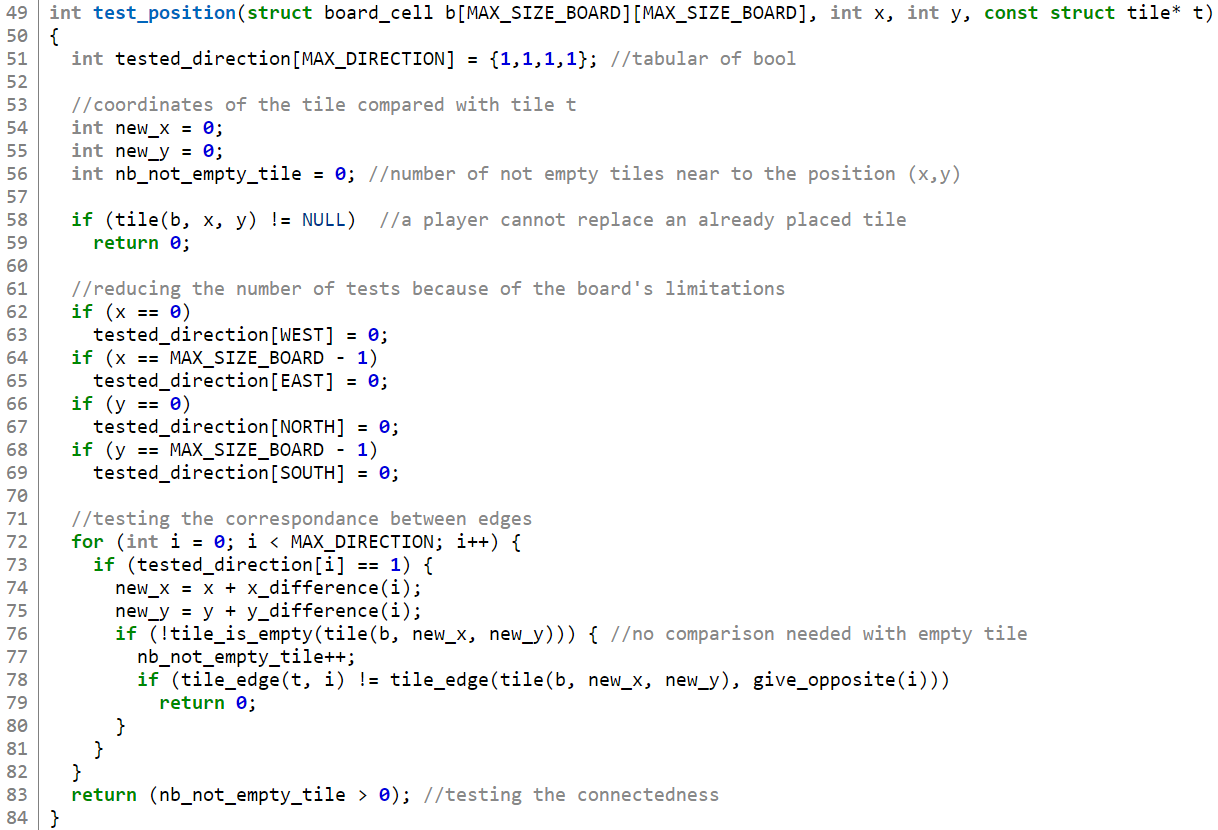 49 int test_position(struct board_cell b[MAX_SIZE_BOARD][MAX_SIZE_BOARD], int x, int y, const struct tile* t)
50 {
51   int tested_direction[MAX_DIRECTION] = {1,1,1,1}; //tabular of bool
52
53   //coordinates of the tile compared with tile t
54   int new_x = 0;
55   int new_y = 0;
56   int nb_not_empty_tile = 0; //number of not empty tiles near to the position (x,y)
57
58   if (tile(b, x, y) != NULL)  //a player cannot replace an already placed tile
59     return 0;
60
61   //reducing the number of tests because of the board's limitations
62   if (x == 0)
63     tested_direction[WEST] = 0;
64   if (x == MAX_SIZE_BOARD - 1)
65     tested_direction[EAST] = 0;
66   if (y == 0)
67     tested_direction[NORTH] = 0;
68   if (y == MAX_SIZE_BOARD - 1)
69     tested_direction[SOUTH] = 0;
70
71   //testing the correspondance between edges
72   for (int i = 0; i < MAX_DIRECTION; i++) {
73     if (tested_direction[i] == 1) {
74       new_x = x + x_difference(i);
75       new_y = y + y_difference(i);
76       if (!tile_is_empty(tile(b, new_x, new_y))) { //no comparison needed with empty tile
77         nb_not_empty_tile++;
78         if (tile_edge(t, i) != tile_edge(tile(b, new_x, new_y), give_opposite(i)))
79           return 0;
80       }
81     }
82   }
83   return (nb_not_empty_tile > 0); //testing the connectedness
84 }